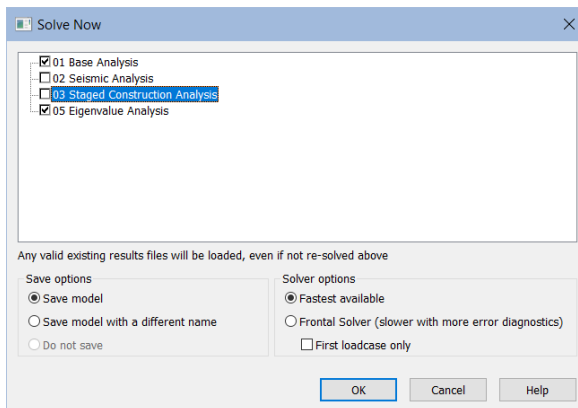 Solve Now
01 Base Analysis
02 Seismic Analysis
03 Staged Construction Analysis
05 Eigenvalue Analysis
Any valid existing results files will be loaded, even if not re-solved above
Save options
Save model
Save model with a different name
Do not save
Solver options
Fastest available
Frontal Solver (slower with more error diagnostics)
First loadcase only
OK
Cancel
Help